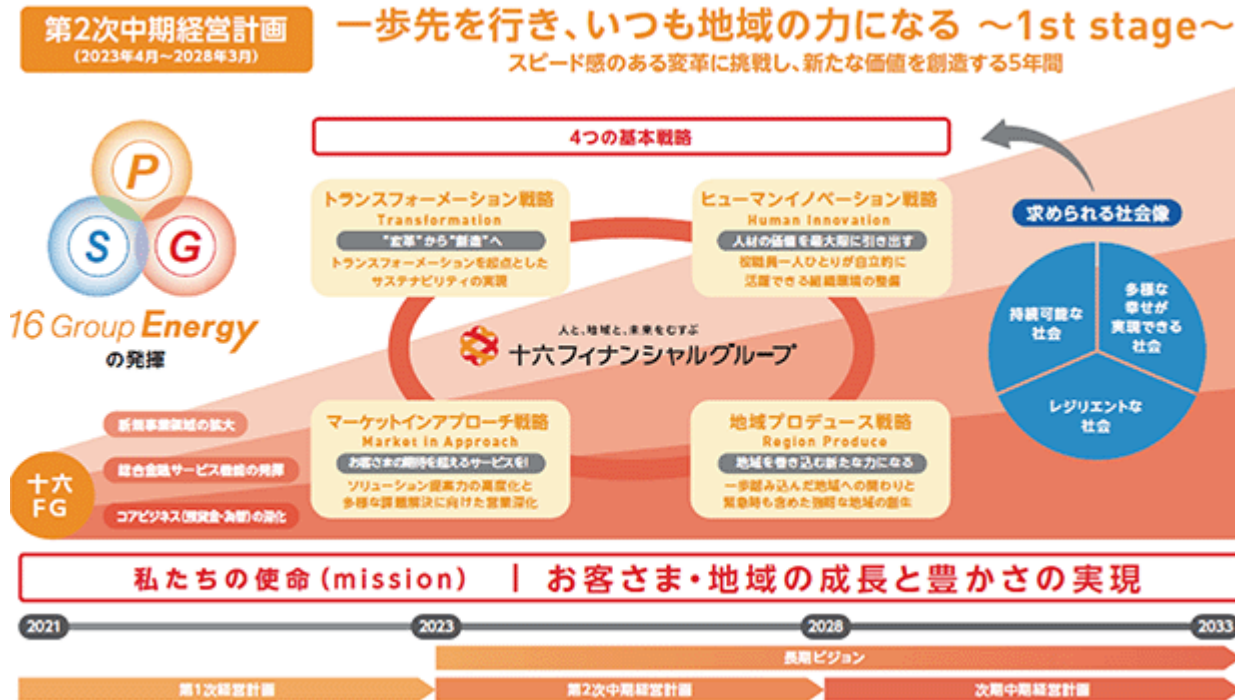 第2次中期経営計画
(2023年4月~2028年3月)
一歩先を行き、いつも地域の力になる ~1st stage~
スピード感のある変革に挑戦し、新たな価値を創造する5年間
P
S
G
16 Group Energy
の発揮
4つの基本戦略
トランスフォーメーション戦略
Transformation
"変革"から"創造"へ
トランスフォーメーションを起点とした
サステナビリティの実現
ヒューマンイノベーション戦略
Human Innovation
人材の価値を最大限に引き出す
役職員一人ひとりが自立的に
活躍できる組織環境の整備
人と、地域と、未来をむすぶ
十六フィナンシャルグループ
マーケットインアプローチ戦略
Market in Approach
お客さまの期待を超えるサービスを!
ソリューション提案力の高度化と
多様な課題解決に向けた営業深化
地域プロデュース戦略
Region Produce
地域を巻き込む新たな力になる
一歩踏み込んだ地域への関わりと
緊急時も含めた強靭な地域の創生
求められる社会像
持続可能な
社会
多様な
幸せが
実現できる
社会
レジリエントな
社会
新規事業領域の拡大
総合金融サービス機能の発揮
コアビジネス(預貸金・為替)の深化
十六
FG
私たちの使命(mission) | お客さま・地域の成長と豊かさの実現
2021
2023
2028
2033
長期ビジョン
第1次経営計画
第2次中期経営計画
次期中期経営計画